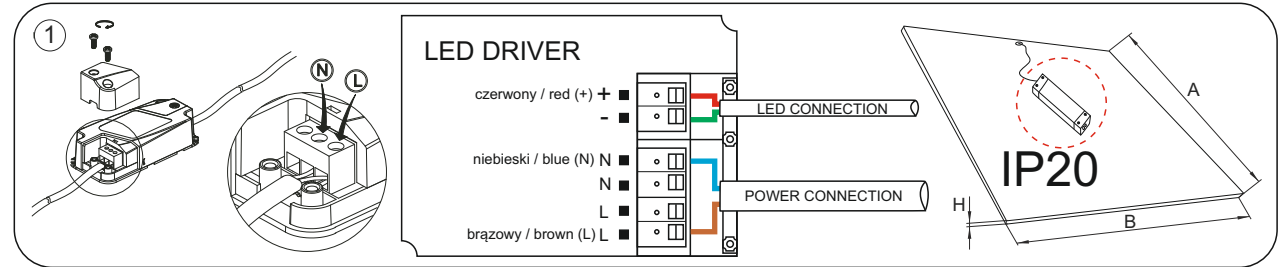 1
N
L
LED DRIVER
czerwony / red (+) +
-
niebieski / blue (N) N
N
L
brązowy / brown (L) L
LED CONNECTION
POWER CONNECTION
IP20
A
H
B